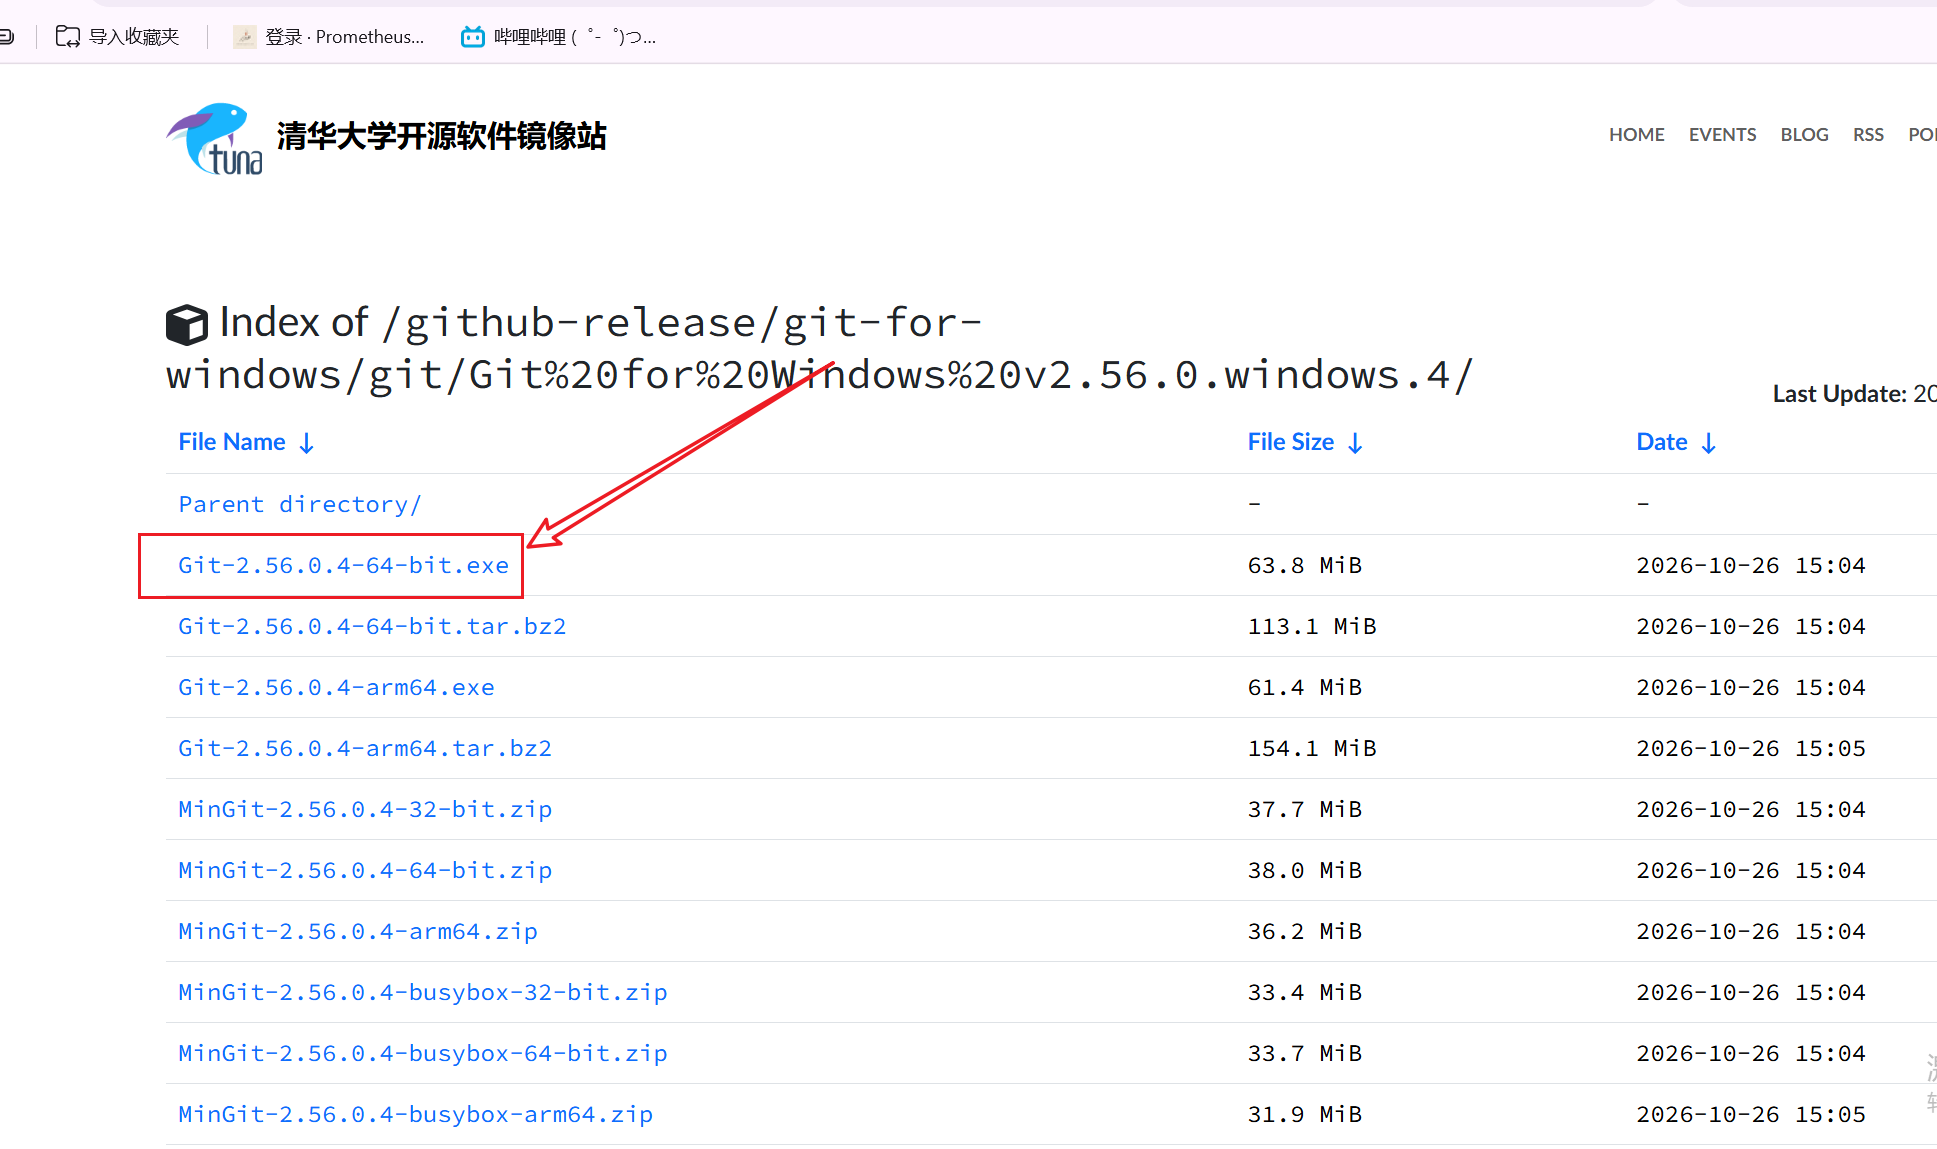 导入收藏夹 登录 · Prometheus... 哔哩哔哩 (゜-゜)つ...
tuna 清华大学开源软件镜像站
HOME EVENTS BLOG RSS
Index of /github-release/git-for-
windows/git/Git%20for%20Windows%20v2.56.0.windows.4/
Last Update: 20
File Name ↓ File Size ↓ Date ↓
Parent directory/ - -
Git-2.56.0.4-64-bit.exe 63.8 MiB 2026-10-26 15:04
Git-2.56.0.4-64-bit.tar.bz2 113.1 MiB 2026-10-26 15:04
Git-2.56.0.4-arm64.exe 61.4 MiB 2026-10-26 15:04
Git-2.56.0.4-arm64.tar.bz2 154.1 MiB 2026-10-26 15:05
MinGit-2.56.0.4-32-bit.zip 37.7 MiB 2026-10-26 15:04
MinGit-2.56.0.4-64-bit.zip 38.0 MiB 2026-10-26 15:04
MinGit-2.56.0.4-arm64.zip 36.2 MiB 2026-10-26 15:04
MinGit-2.56.0.4-busybox-32-bit.zip 33.4 MiB 2026-10-26 15:04
MinGit-2.56.0.4-busybox-64-bit.zip 33.7 MiB 2026-10-26 15:04
MinGit-2.56.0.4-busybox-arm64.zip 31.9 MiB 2026-10-26 15:05